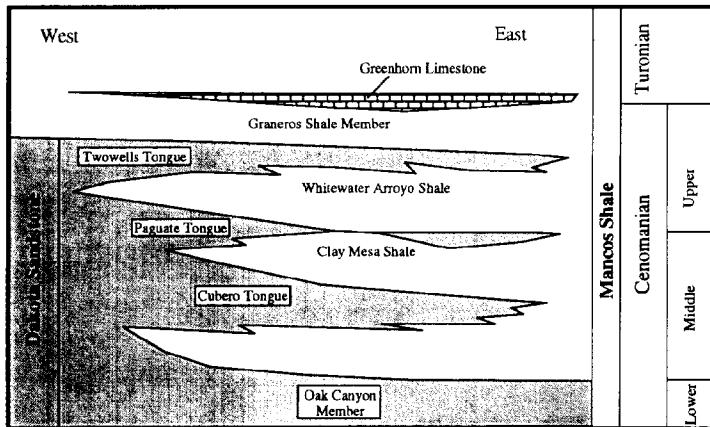 West
East
Greenhorn Limestone
Graneros Shale Member
Twowells Tongue
Whitewater Arroyo Shale
Paguate Tongue
Clay Mesa Shale
Cubero Tongue
Oak Canyon
Member
Dakota Sandstone
Mancos Shale
Cenomanian
Turonian
Upper
Middle
Lower